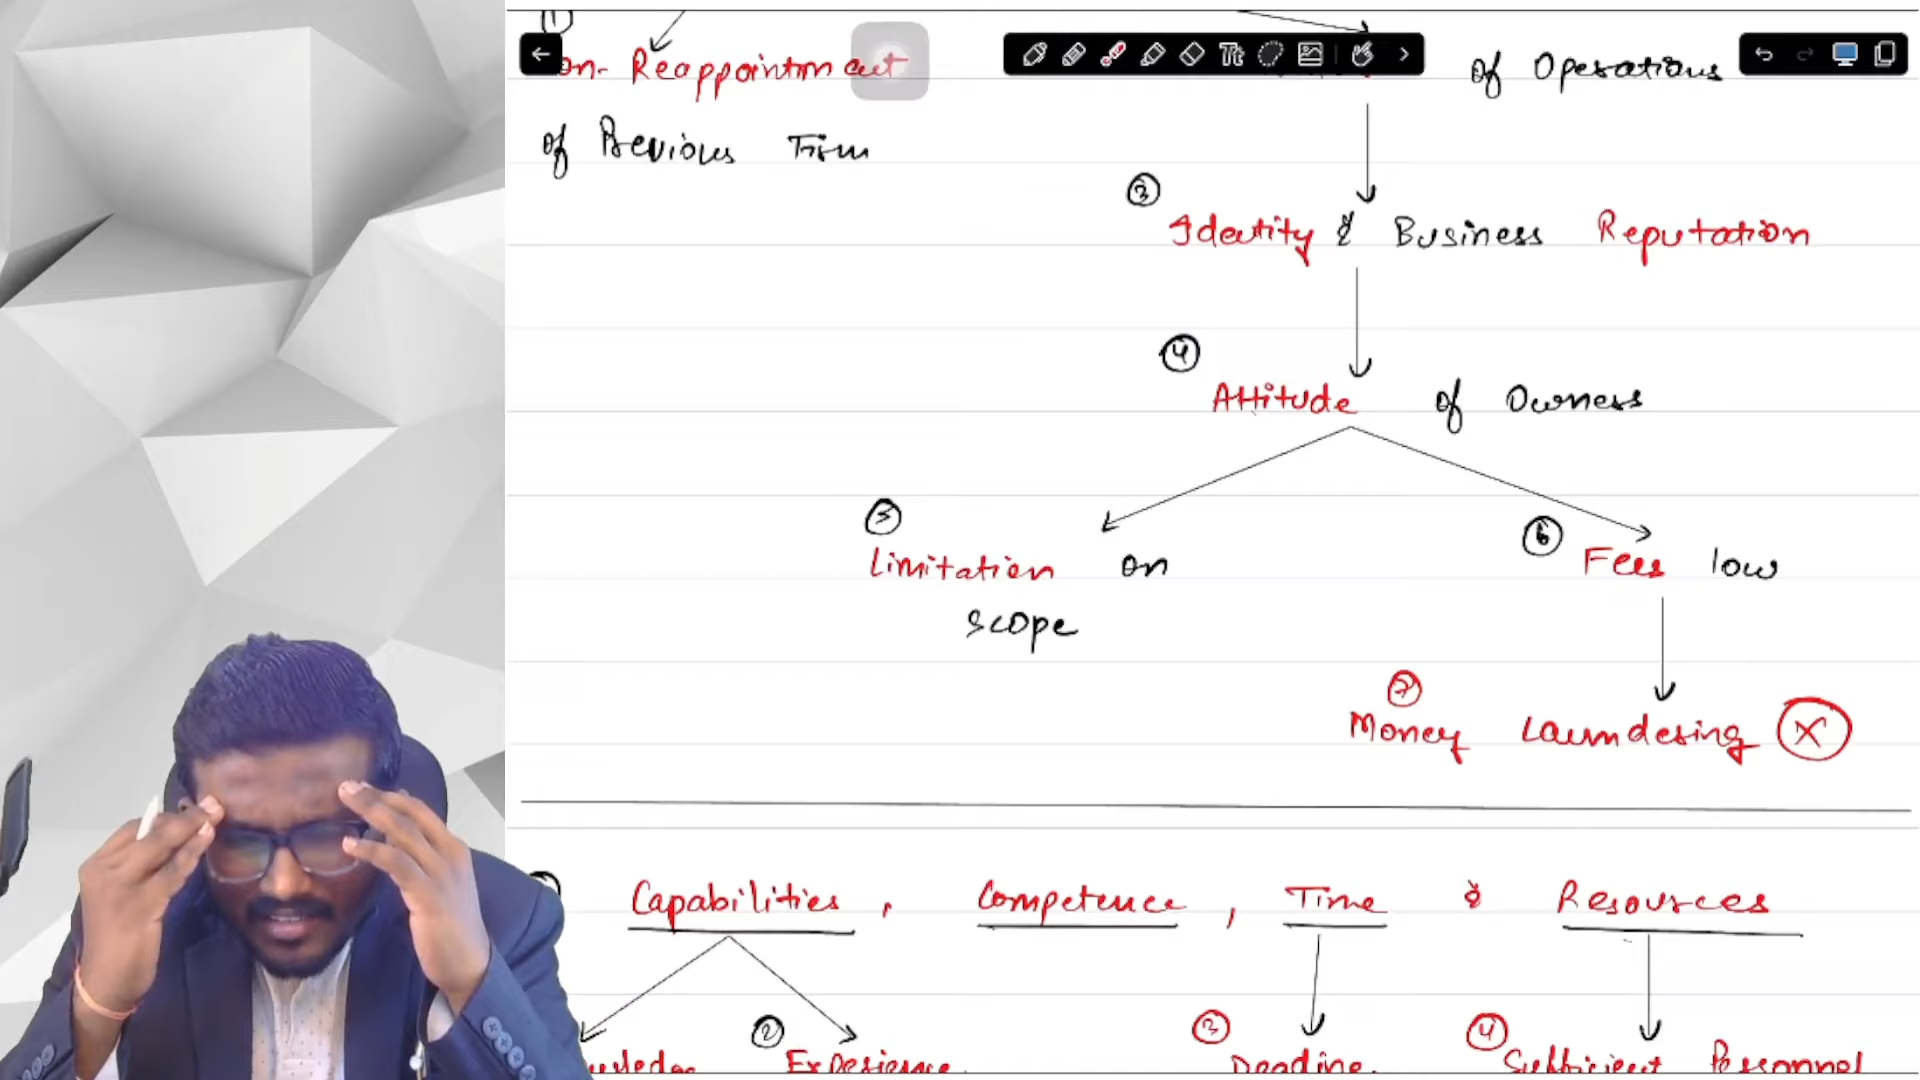 ①
on- Reappointment
of Operations
of Previous Firm
③
Identity & Business Reputation
④
Attitude of Owners
⑤
Limitation on
scope
⑥
Fees low
⑦
Money Laundering X
Capabilities, Competence, Time & Resources
②
Experience
③
④
Sufficient Personnel